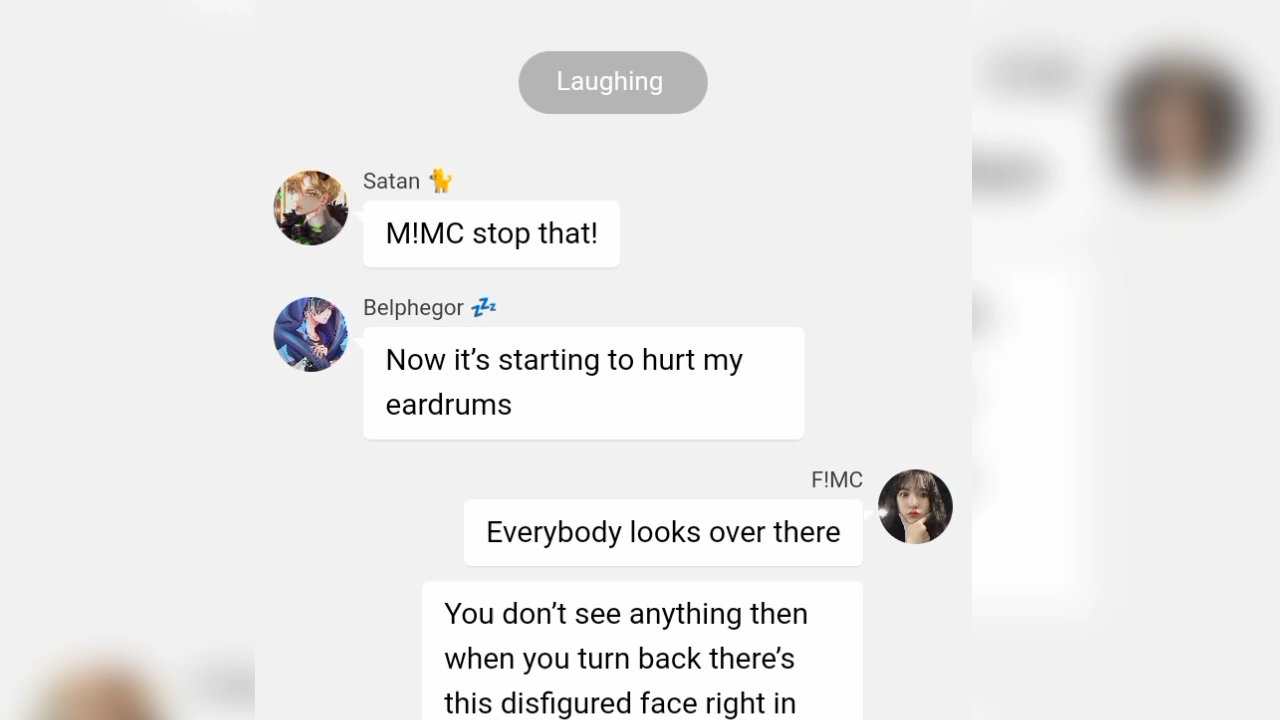 Laughing
Satan 🐈
M!MC stop that!
Belphegor 💤
Now it’s starting to hurt my
eardrums
F!MC
Everybody looks over there
You don’t see anything then
when you turn back there’s
this disfigured face right in